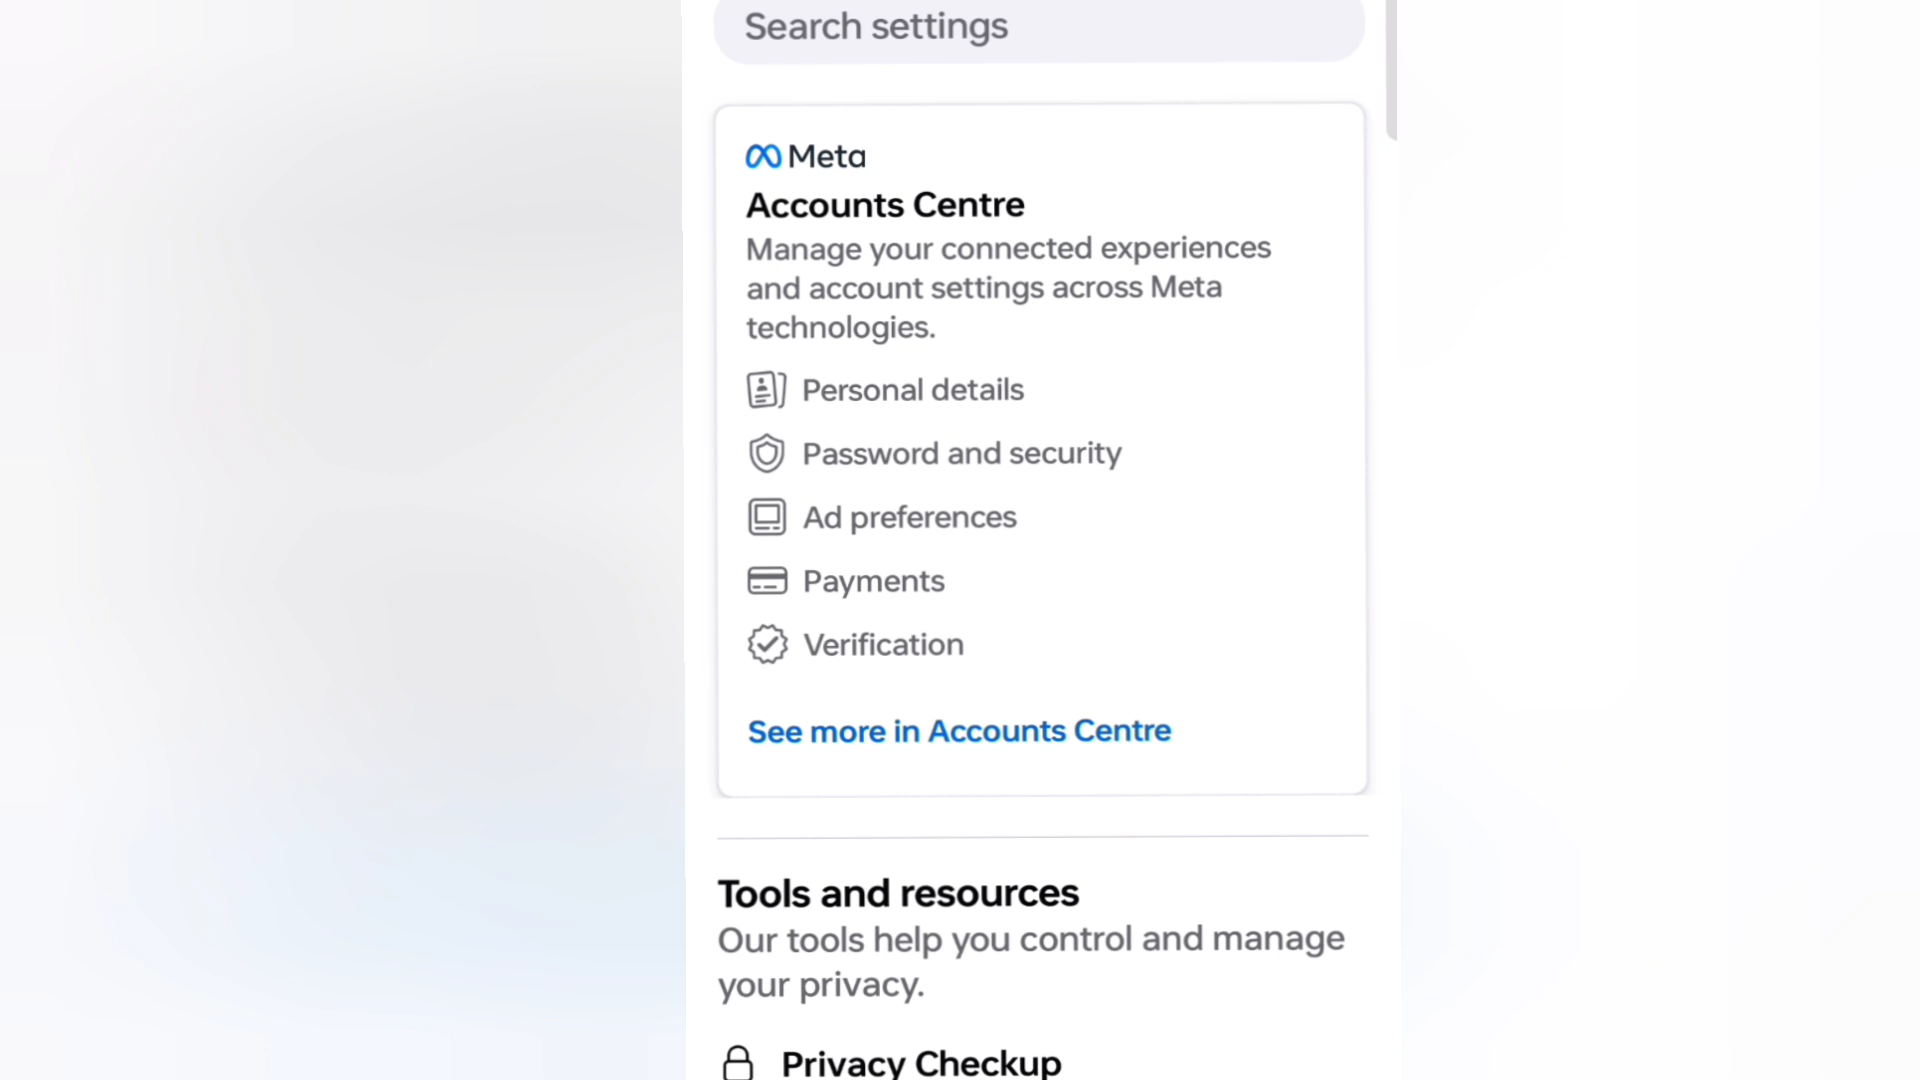 Search settings
Meta
Accounts Centre
Manage your connected experiences
and account settings across Meta
technologies.
Personal details
Password and security
Ad preferences
Payments
Verification
See more in Accounts Centre
Tools and resources
Our tools help you control and manage
your privacy.
Privacy Checkup